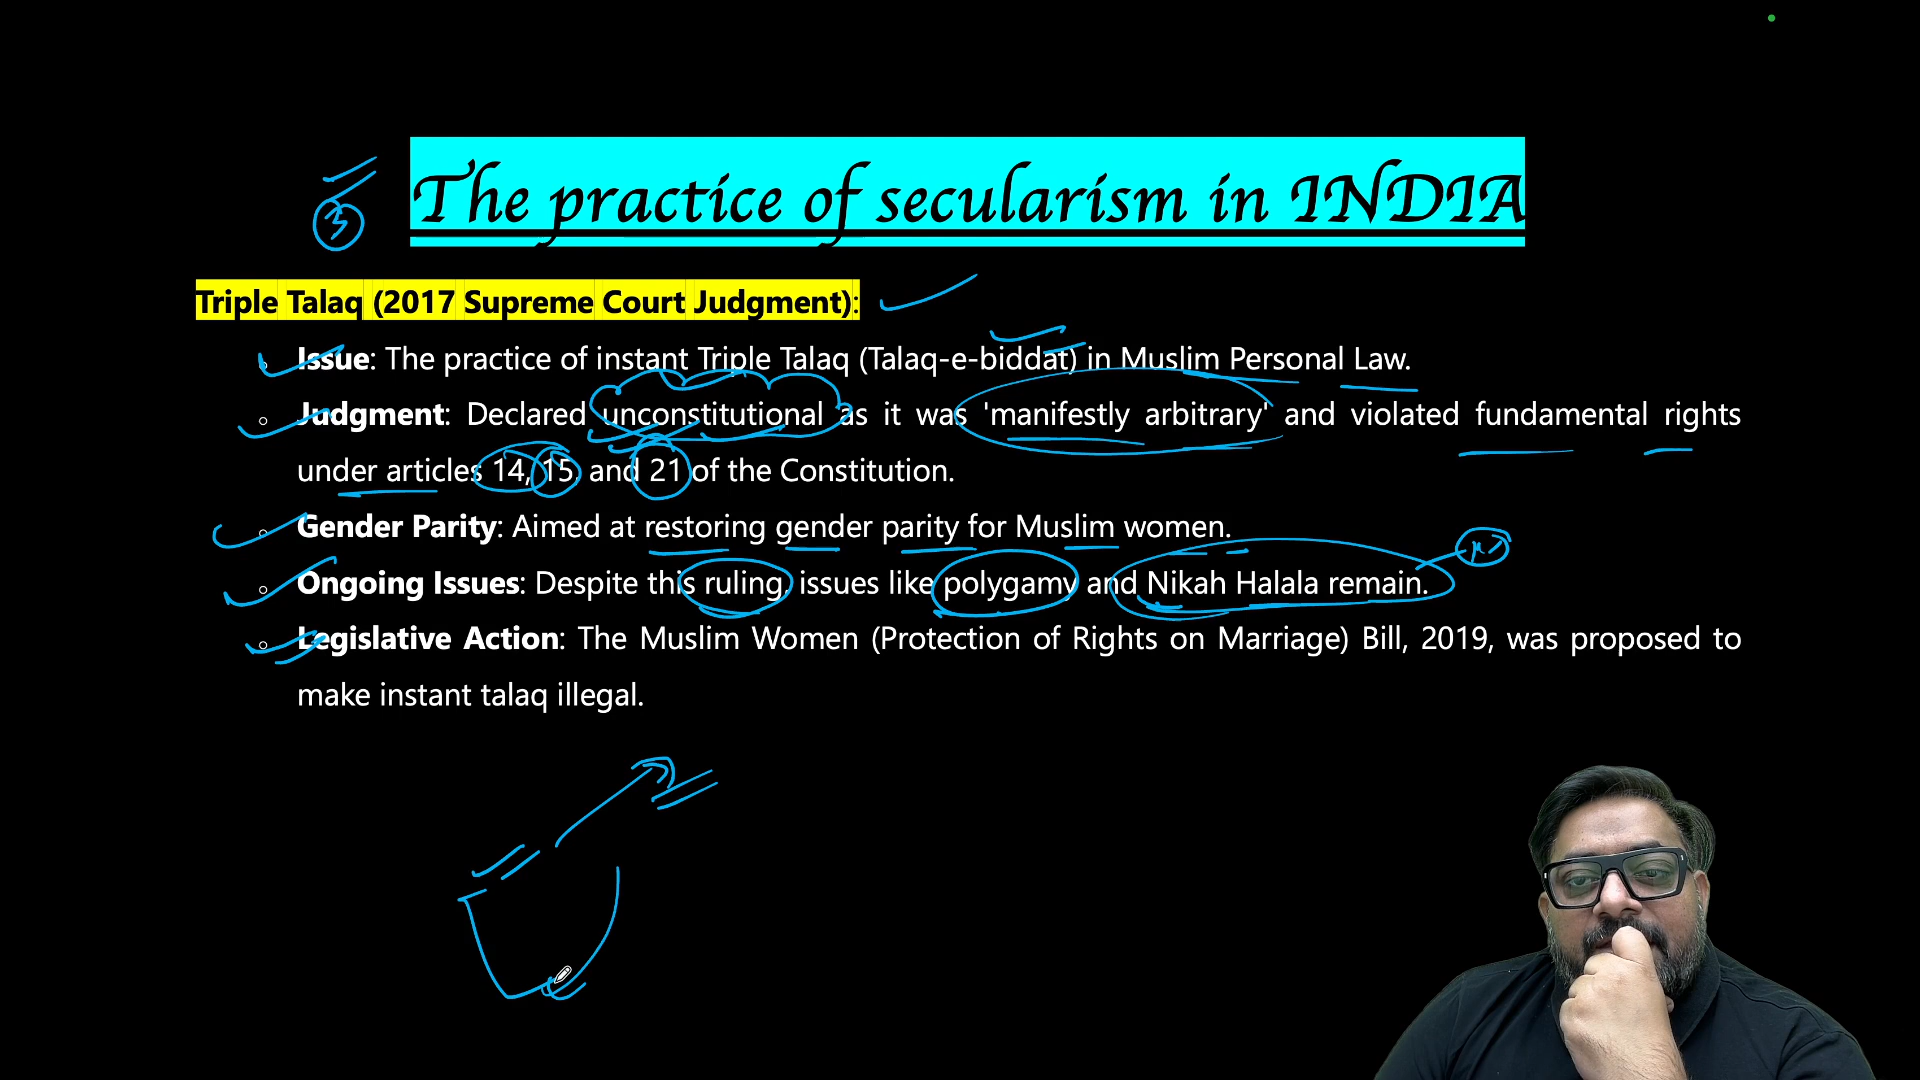 3 The practice of secularism in INDIA
Triple Talaq (2017 Supreme Court Judgment):
Issue: The practice of instant Triple Talaq (Talaq-e-biddat) in Muslim Personal Law.
Judgment: Declared unconstitutional as it was 'manifestly arbitrary' and violated fundamental rights
under articles 14, 15, and 21 of the Constitution.
Gender Parity: Aimed at restoring gender parity for Muslim women.
Ongoing Issues: Despite this ruling, issues like polygamy and Nikah Halala remain.
Legislative Action: The Muslim Women (Protection of Rights on Marriage) Bill, 2019, was proposed to
make instant talaq illegal.